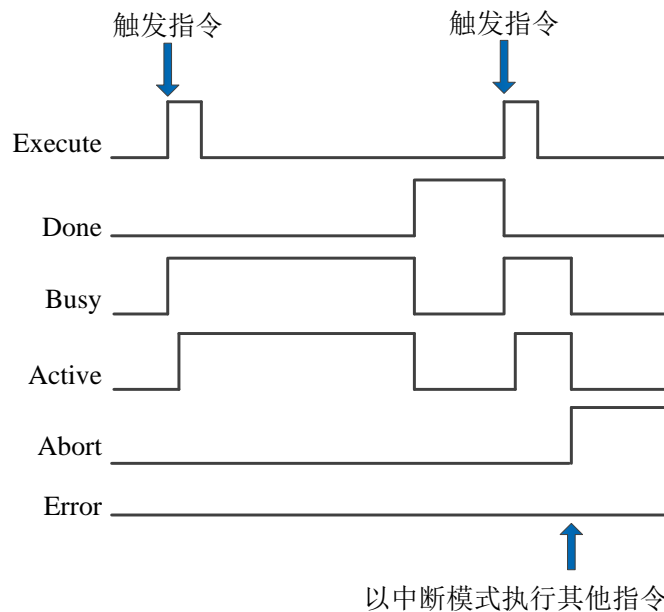 触发指令 触发指令
Execute
Done
Busy
Active
Abort
Error
以中断模式执行其他指令